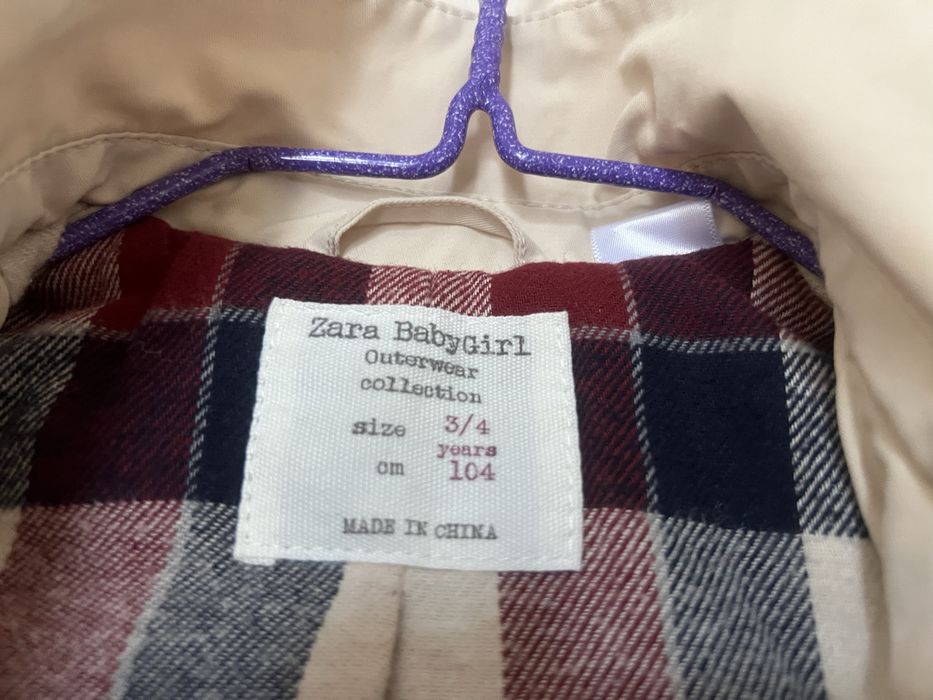 Zara BabyGirl
Outerwear
collection
size 3/4
years
cm 104
MADE IN CHINA